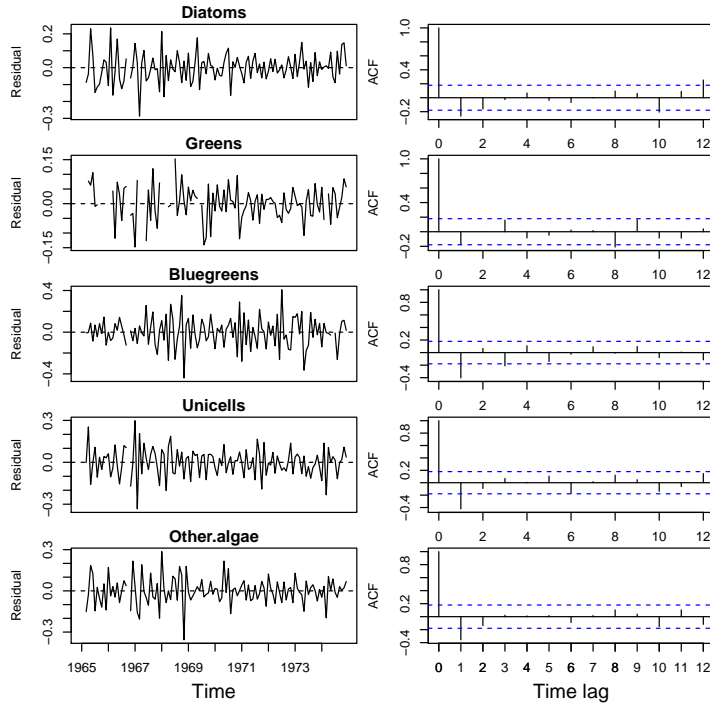 Diatoms
Residual
−0.3 0.0 0.2
ACF
−0.2 0.4 1.0
0 2 4 6 8 10 12
Greens
Residual
−0.15 0.00 0.15
ACF
−0.2 0.4 1.0
0 2 4 6 8 10 12
Bluegreens
Residual
−0.4 0.0 0.4
ACF
−0.4 0.2 0.8
0 2 4 6 8 10 12
Unicells
Residual
−0.3 0.0 0.3
ACF
−0.4 0.2 0.8
0 2 4 6 8 10 12
Other.algae
Residual
−0.3 0.0 0.3
ACF
−0.4 0.2 0.8
1965 1967 1969 1971 1973
0 1 2 3 4 5 6 7 8 9 10 11 12
Time
Time lag